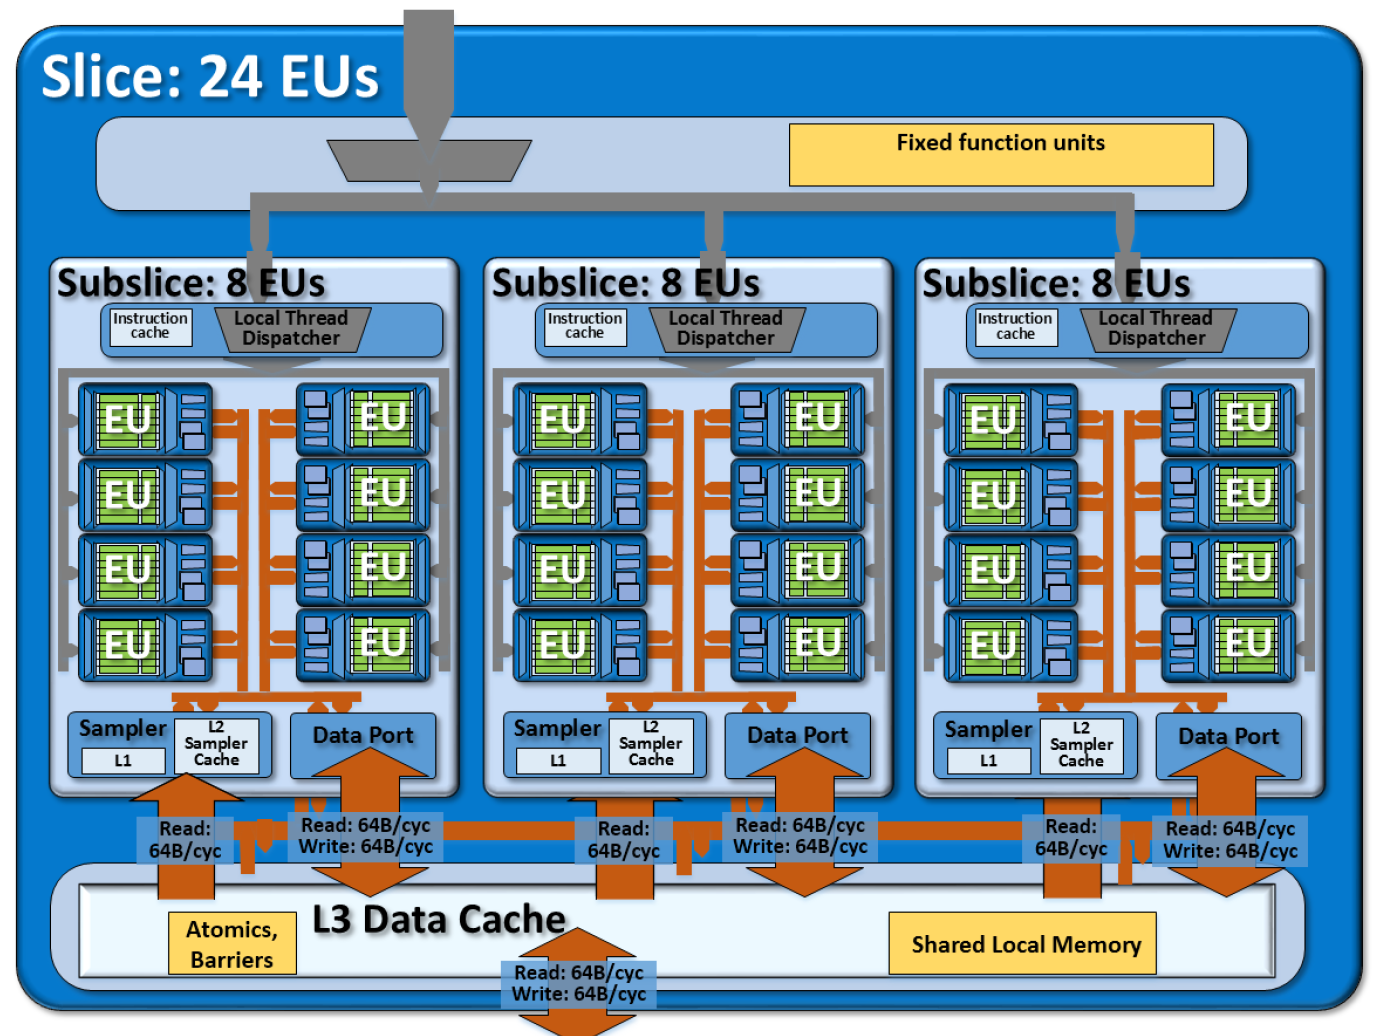 Slice: 24 EUs
Fixed function units
Subslice: 8 EUs
Instruction
cache
Local Thread
Dispatcher
EU
EU
EU
EU
EU
EU
EU
EU
Sampler
L1
L2
Sampler
Cache
Data Port
Subslice: 8 EUs
Instruction
cache
Local Thread
Dispatcher
EU
EU
EU
EU
EU
EU
EU
EU
Sampler
L1
L2
Sampler
Cache
Data Port
Subslice: 8 EUs
Instruction
cache
Local Thread
Dispatcher
EU
EU
EU
EU
EU
EU
EU
EU
Sampler
L1
L2
Sampler
Cache
Data Port
Read:
64B/cyc
Read: 64B/cyc
Write: 64B/cyc
Read:
64B/cyc
Read: 64B/cyc
Write: 64B/cyc
Read:
64B/cyc
Read: 64B/cyc
Write: 64B/cyc
L3 Data Cache
Atomics,
Barriers
Shared Local Memory
Read: 64B/cyc
Write: 64B/cyc